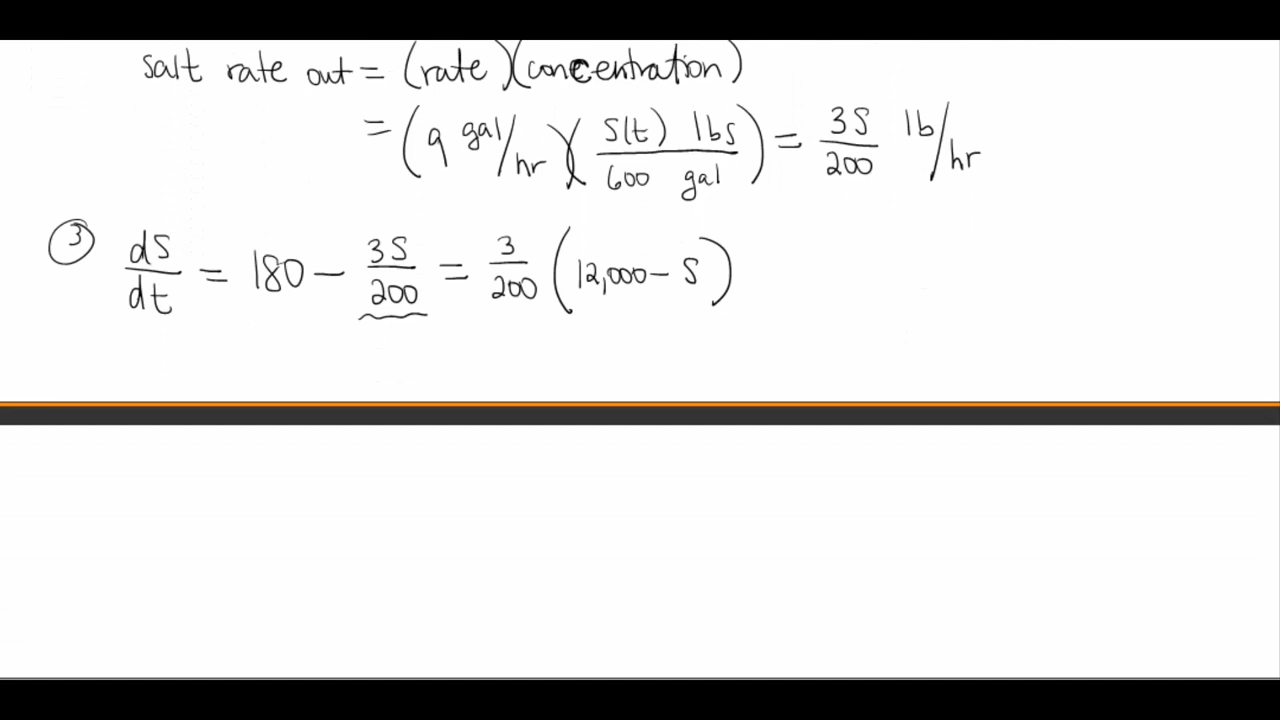 salt rate out = (rate)(concentration)
= (9 gal/hr)(S(t) lbs / 600 gal) = 3S/200 lb/hr
③ dS/dt = 180 - 3S/200 = 3/200 (12,000 - S)